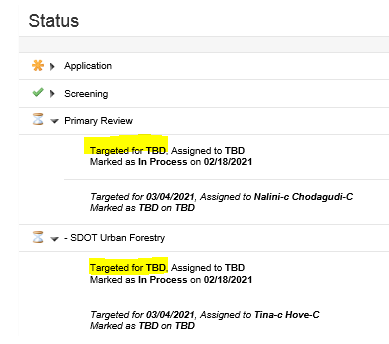 Status
Application
Screening
Primary Review
Targeted for TBD, Assigned to TBD
Marked as In Process on 02/18/2021
Targeted for 03/04/2021, Assigned to Nalini-c Chodagudi-C
Marked as TBD on TBD
- SDOT Urban Forestry
Targeted for TBD, Assigned to TBD
Marked as In Process on 02/18/2021
Targeted for 03/04/2021, Assigned to Tina-c Hove-C
Marked as TBD on TBD